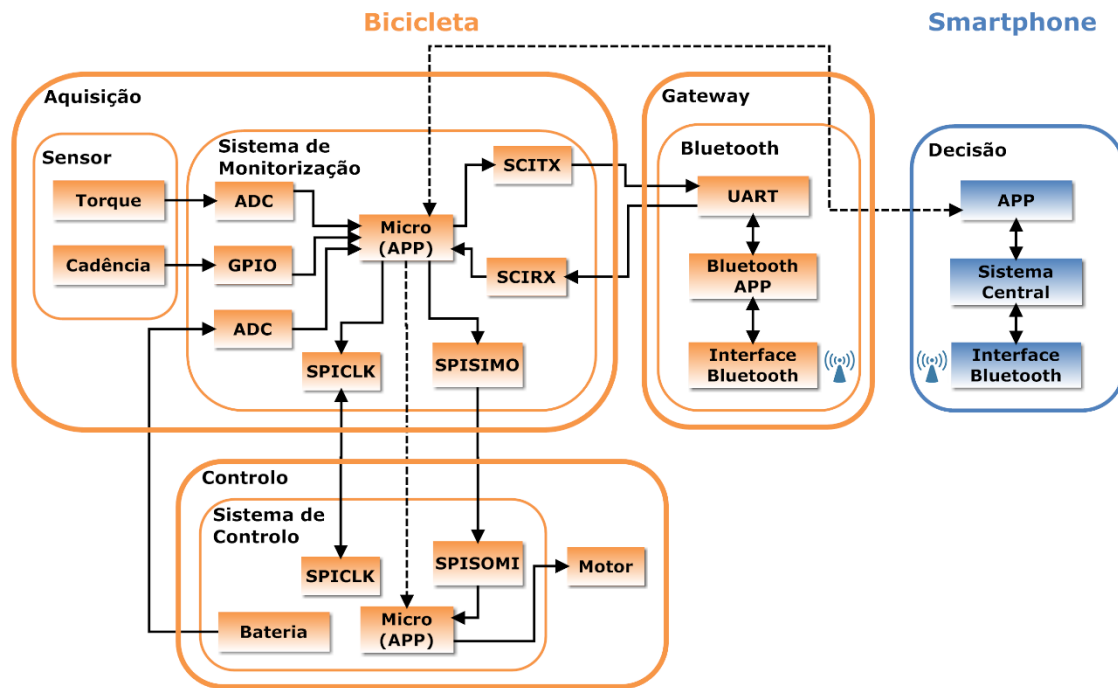 Bicicleta
Smartphone
Aquisição
Sensor
Torque
Cadência
Sistema de
Monitorização
ADC
GPIO
ADC
Micro
(APP)
SCITX
SCIRX
SPICLK
SPISIMO
Gateway
Bluetooth
UART
Bluetooth
APP
Interface
Bluetooth
Decisão
APP
Sistema
Central
Interface
Bluetooth
Controlo
Sistema de
Controlo
SPICLK
SPISOMI
Motor
Bateria
Micro
(APP)